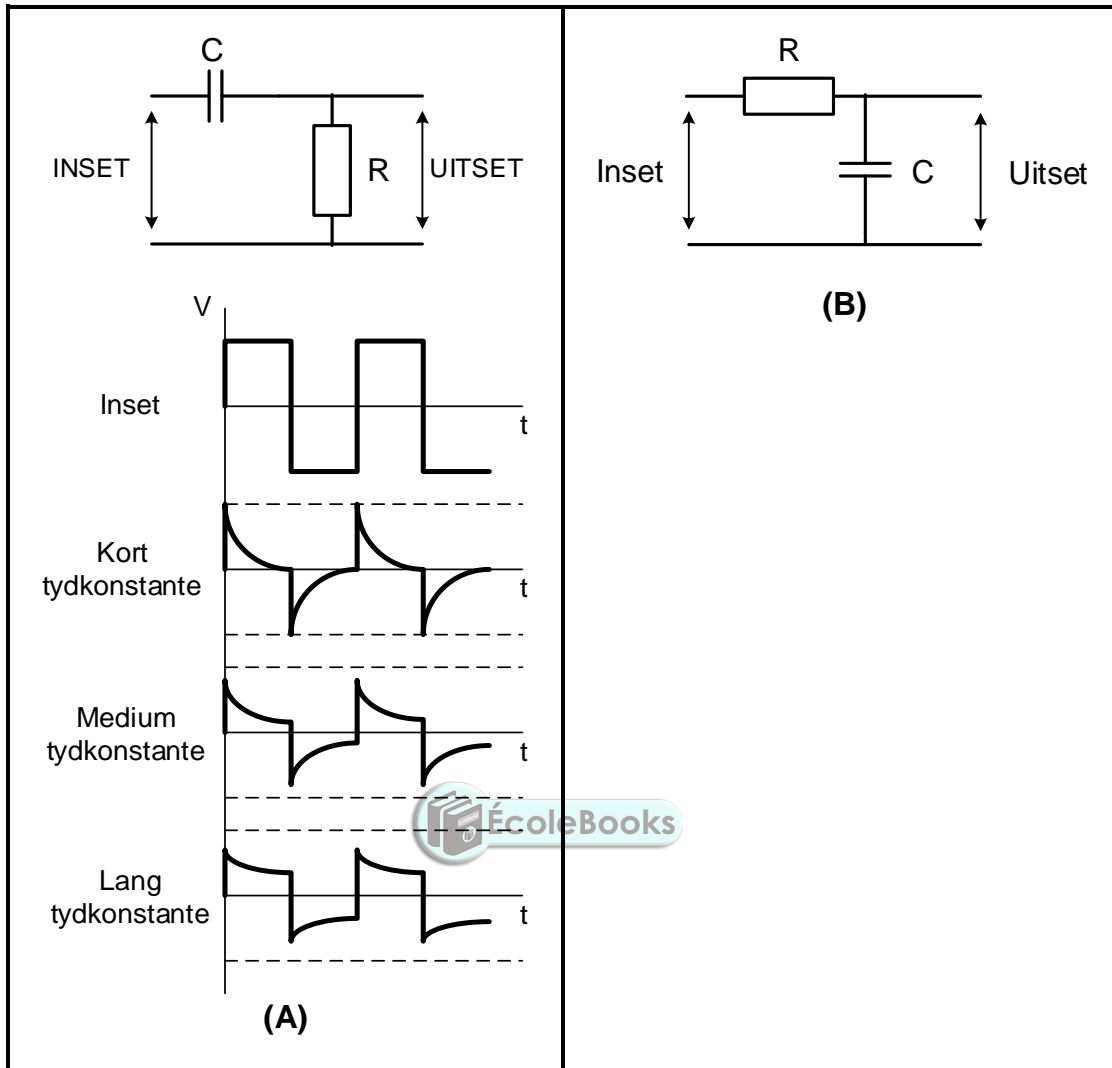 C
INSET
R
UITSET
V
Inset
t
Kort
tydkonstante
t
Medium
tydkonstante
t
Lang
tydkonstante
t
(A)
R
Inset
C
Uitset
(B)
ÉcoleBooks